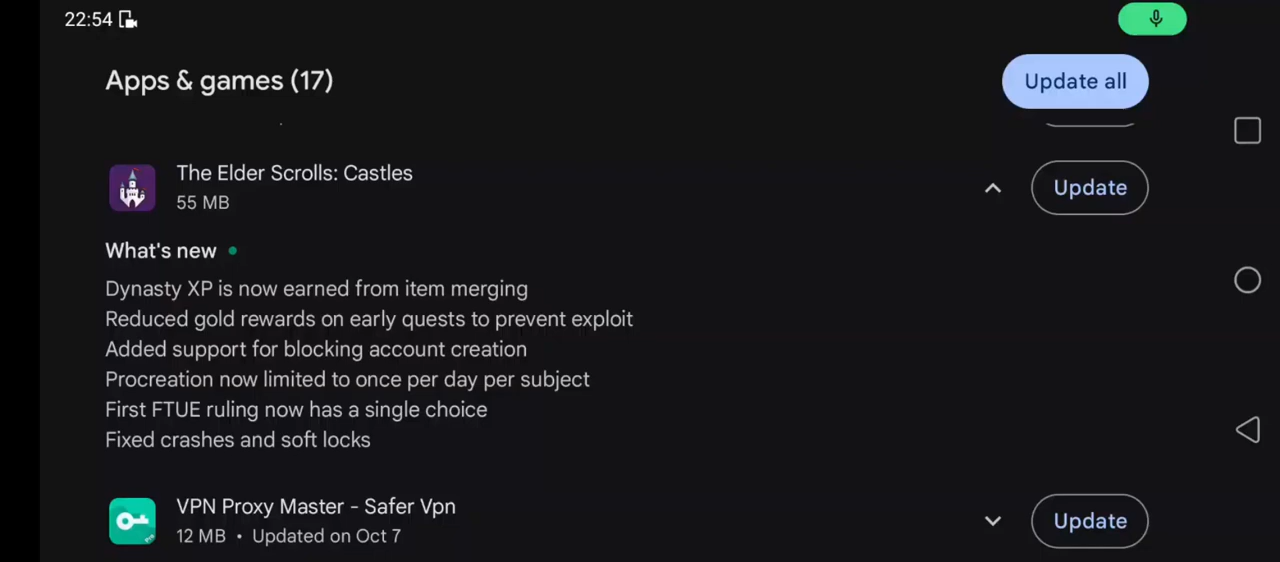 22:54
Apps & games (17)
Update all
The Elder Scrolls: Castles
55 MB
Update
What's new
Dynasty XP is now earned from item merging
Reduced gold rewards on early quests to prevent exploit
Added support for blocking account creation
Procreation now limited to once per day per subject
First FTUE ruling now has a single choice
Fixed crashes and soft locks
VPN Proxy Master - Safer Vpn
12 MB • Updated on Oct 7
Update